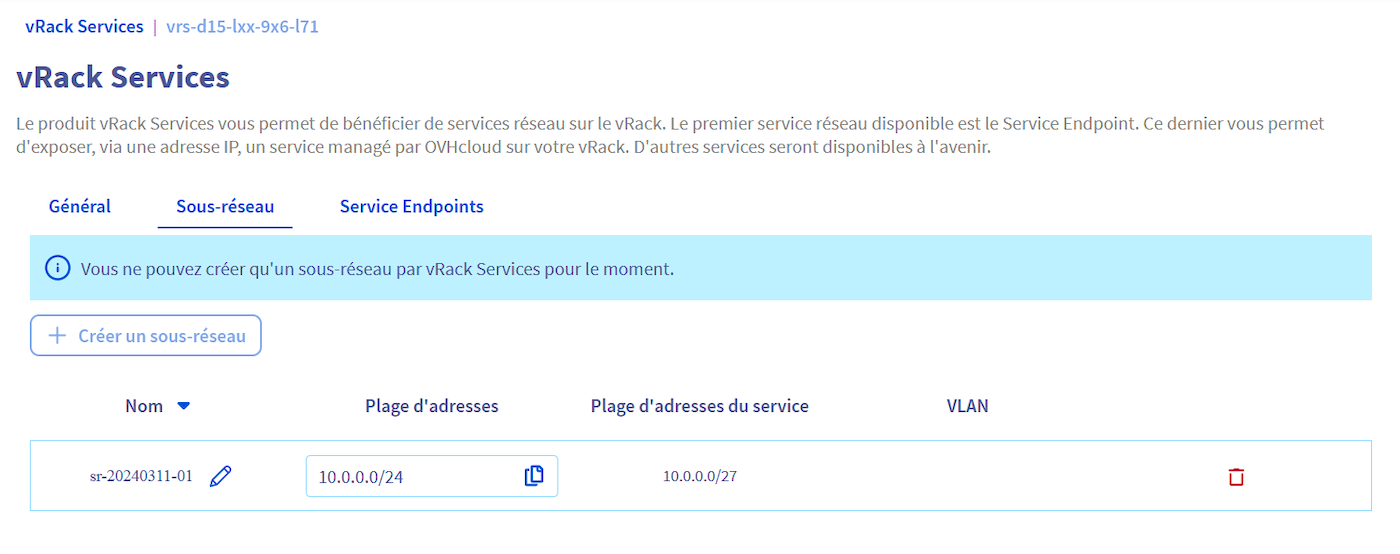 vRack Services | vrs-d15-lxx-9x6-l71
vRack Services
Le produit vRack Services vous permet de bénéficier de services réseau sur le vRack. Le premier service réseau disponible est le Service Endpoint. Ce dernier vous permet
d'exposer, via une adresse IP, un service managé par OVHcloud sur votre vRack. D'autres services seront disponibles à l'avenir.
Général Sous-réseau Service Endpoints
Vous ne pouvez créer qu'un sous-réseau par vRack Services pour le moment.
Créer un sous-réseau
Nom Plage d'adresses Plage d'adresses du service VLAN
sr-20240311-01 10.0.0.0/24 10.0.0.0/27